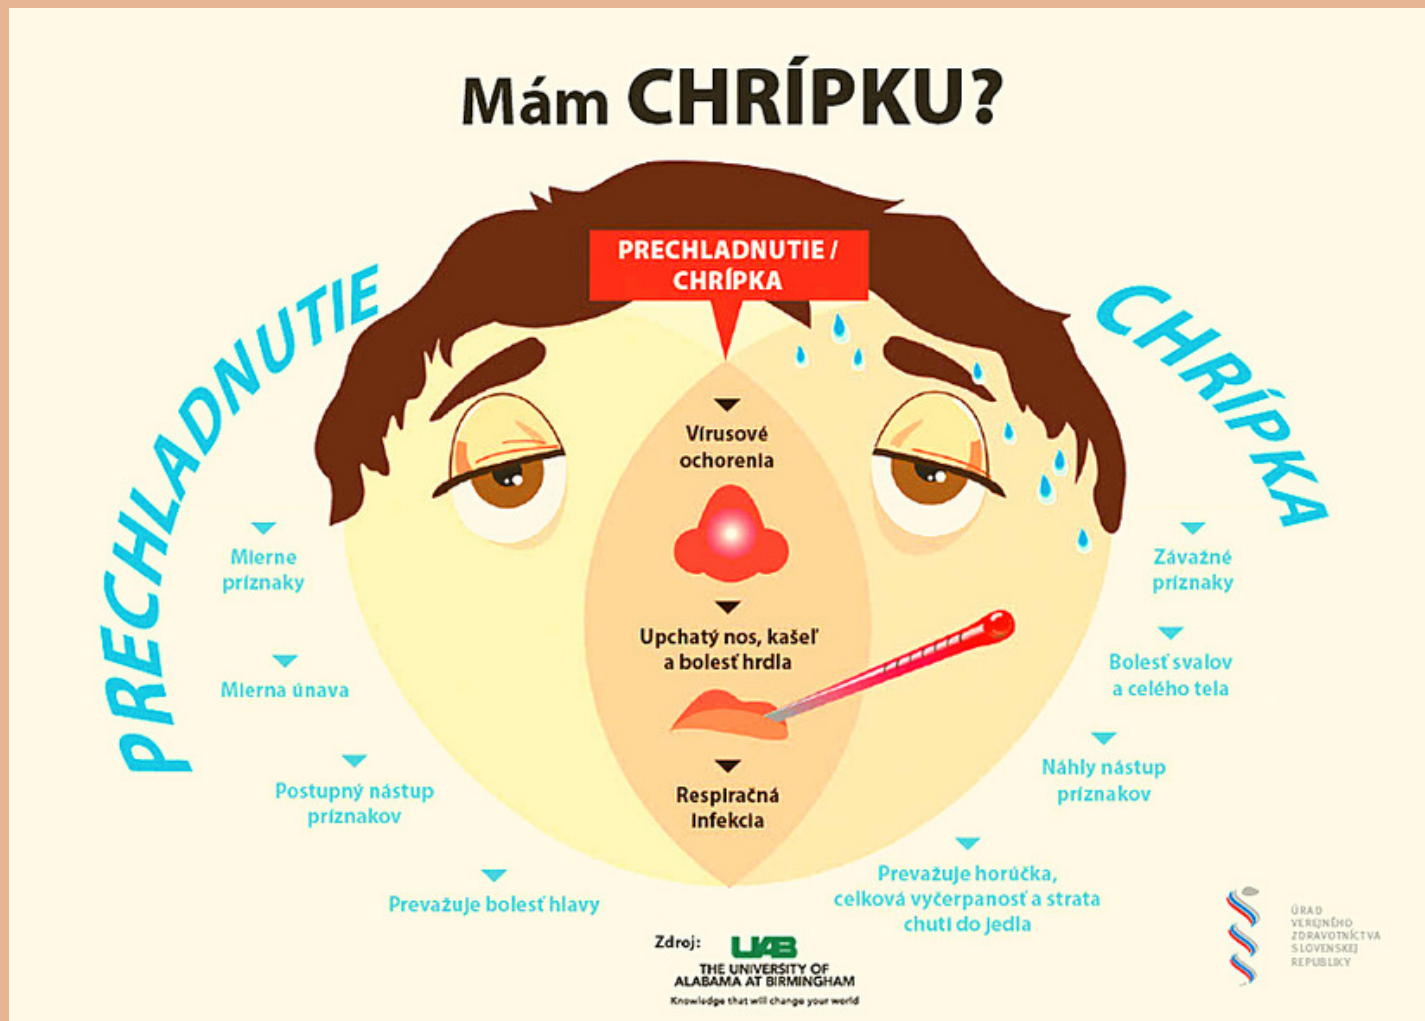 Mám CHRÍPKU?
PRECHLADNUTIE /
CHRÍPKA
PRECHLADNUTIE
CHRÍPKA
Mierne
príznaky
Mierna únava
Postupný nástup
príznakov
Prevažuje bolesť hlavy
Vírusové
ochorenia
Upchatý nos, kašeľ
a bolesť hrdla
Respiračná
infekcia
Závažné
príznaky
Bolesť svalov
a celého tela
Náhly nástup
príznakov
Prevažuje horúčka,
celková vyčerpanosť a strata
chuti do jedla
Zdroj: UAB
THE UNIVERSITY OF
ALABAMA AT BIRMINGHAM
Knowledge that will change your world
ÚRAD
VEREJNÉHO
ZDRAVOTNÍCTVA
SLOVENSKEJ
REPUBLIKY